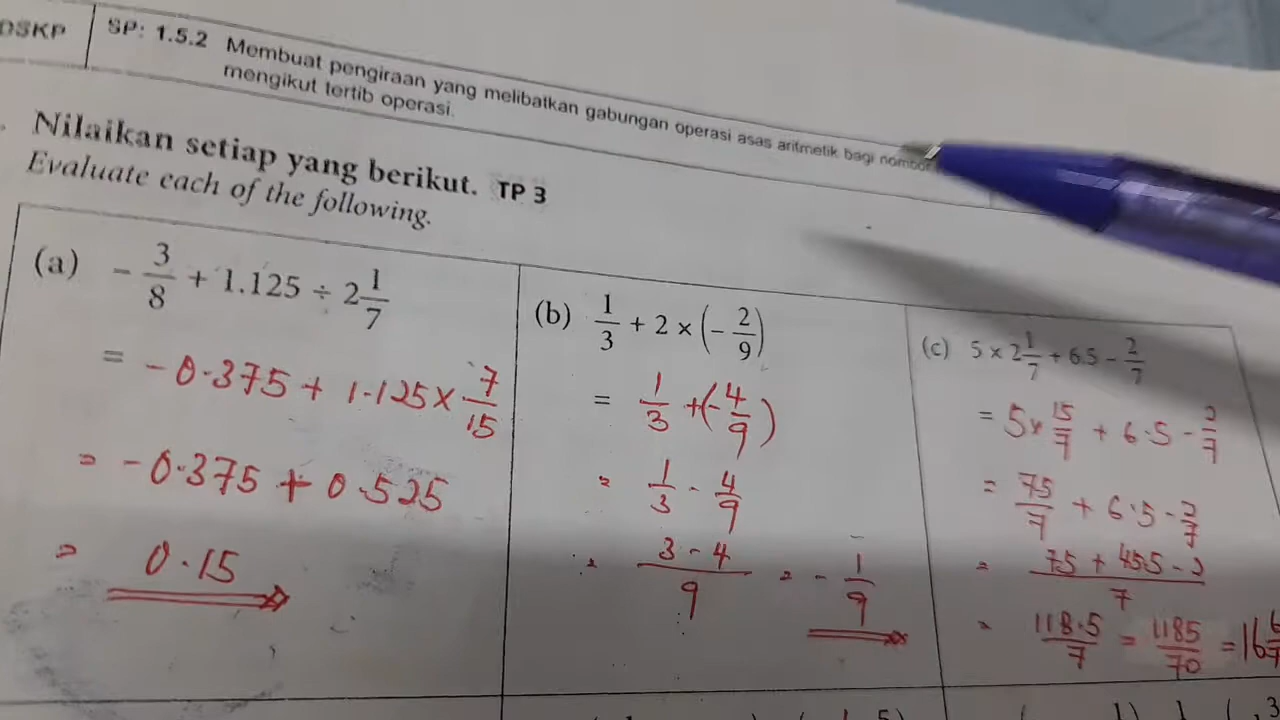 DSKP
SP: 1.5.2 Membuat pengiraan yang melibatkan gabungan operasi asas aritmetik bagi nombor
mengikut tertib operasi.
Nilaikan setiap yang berikut. TP 3
Evaluate each of the following.
(a) -3/8 + 1.125 ÷ 2 1/7
= -0.375 + 1.125 × 7/15
= -0.375 + 0.525
= 0.15
(b) 1/3 + 2 × (-2/9)
= 1/3 + (-4/9)
= 1/3 - 4/9
= (3 - 4)/9 = -1/9
(c) 5 × 2 1/7 + 6.5 - 2/7
= 5 × 15/7 + 6.5 - 2/7
= 75/7 + 6.5 - 2/7
= (75 + 45.5 - 2)/7
= 118.5/7 = 1185/70 = 16